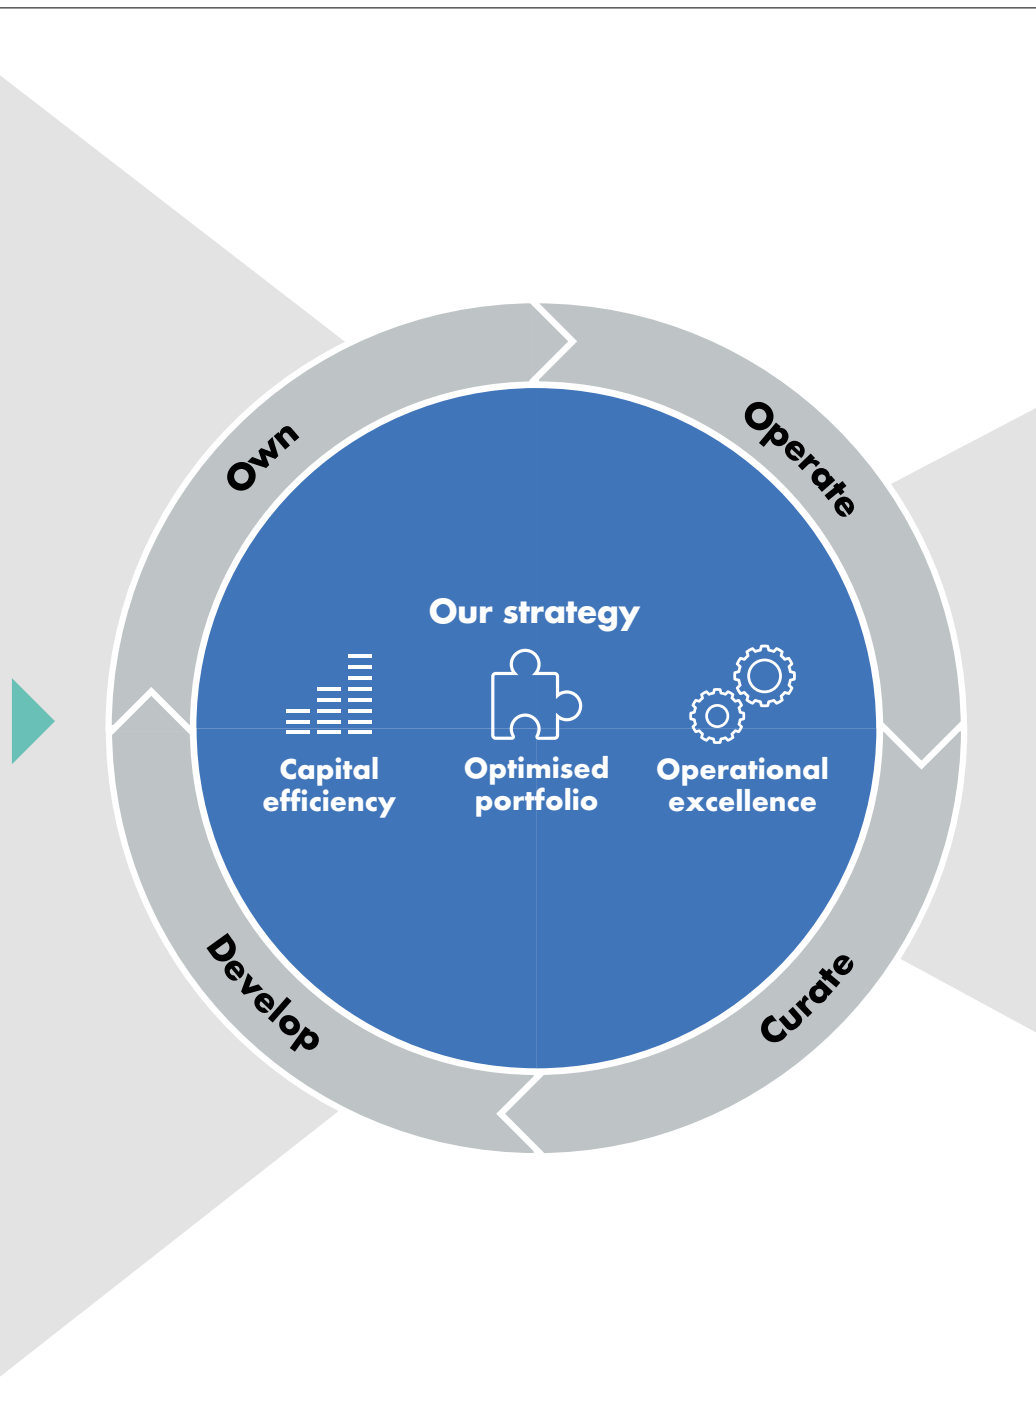 Own
Operate
Our strategy
Capital
efficiency
Optimised
portfolio
Operational
excellence
Develop
Curate